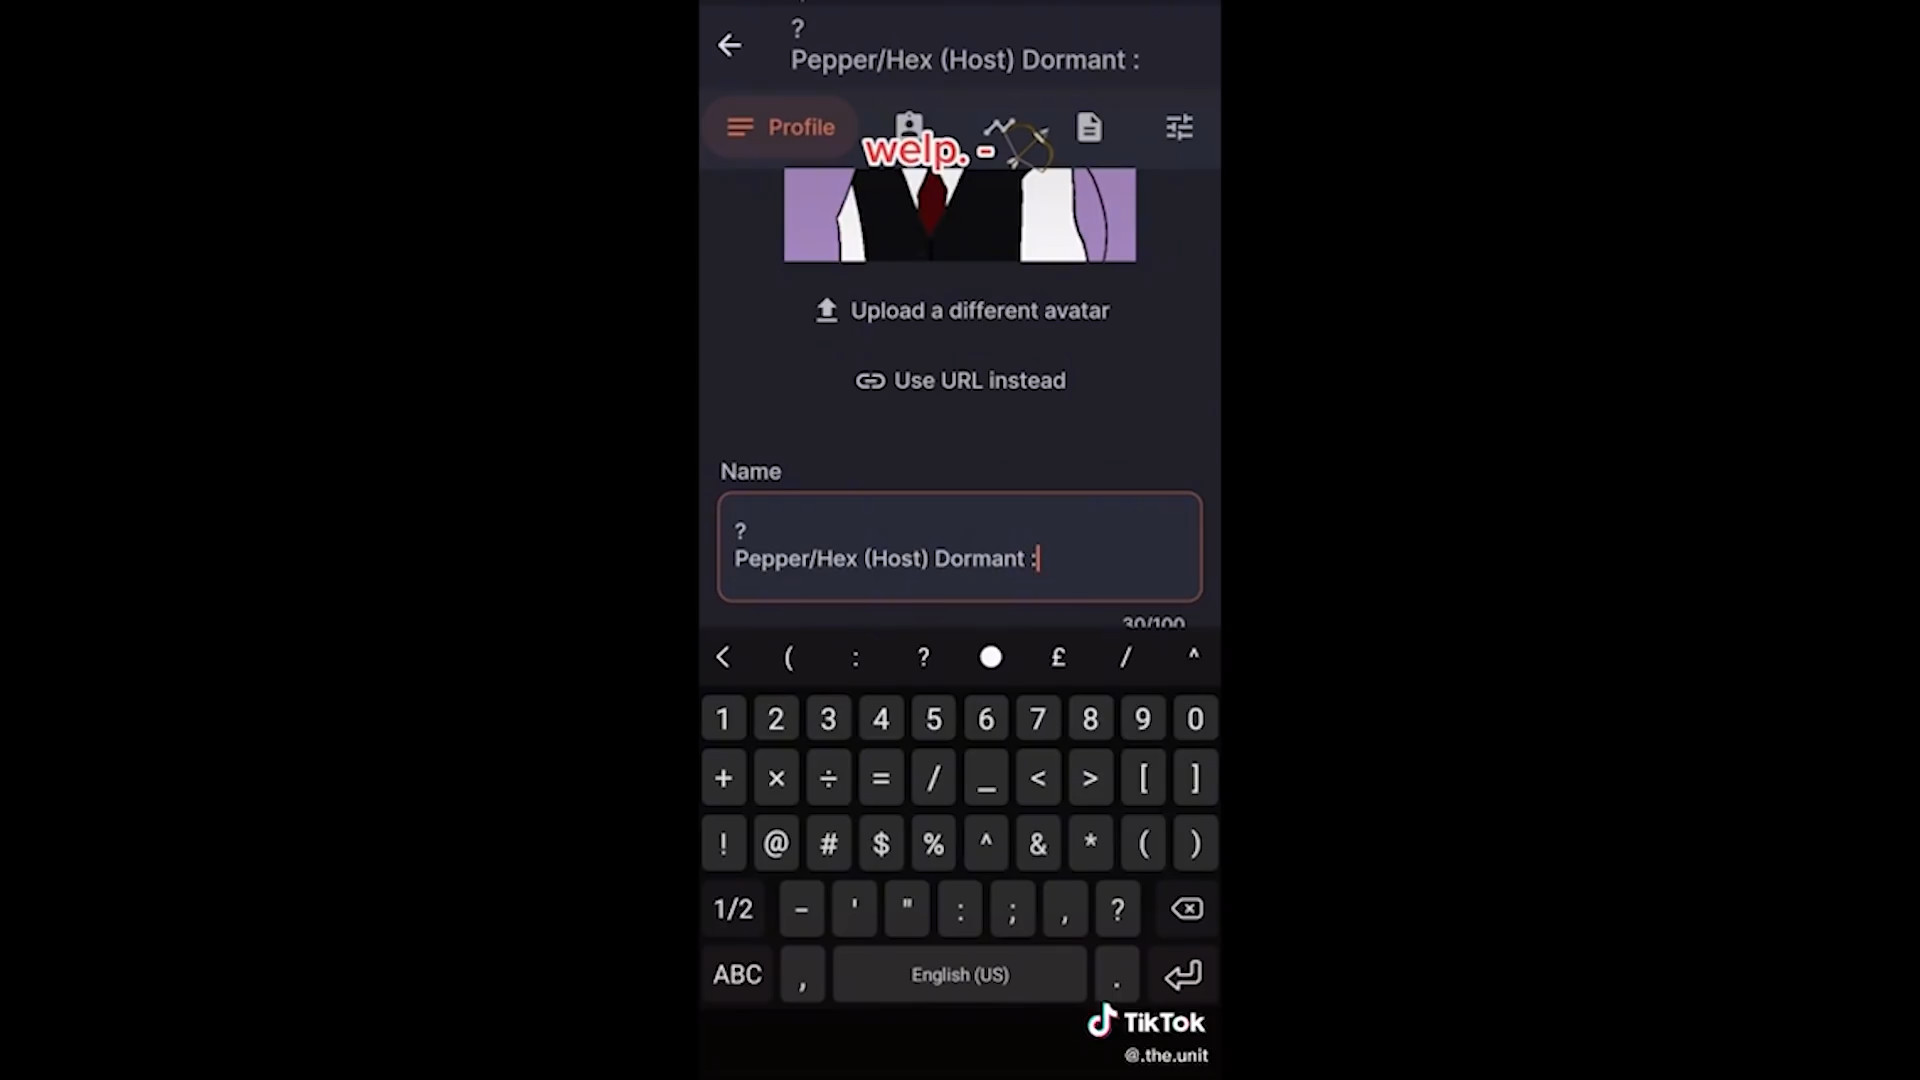 ?
Pepper/Hex (Host) Dormant :
Profile
welp. -
Upload a different avatar
Use URL instead
Name
?
Pepper/Hex (Host) Dormant :
30/100
< ( : ? £ / ^
1 2 3 4 5 6 7 8 9 0
+ × ÷ = / _ < > [ ]
! @ # $ % ^ & * ( )
1/2 - ' " : ; , ?
ABC , English (US) .
TikTok
@.the.unit